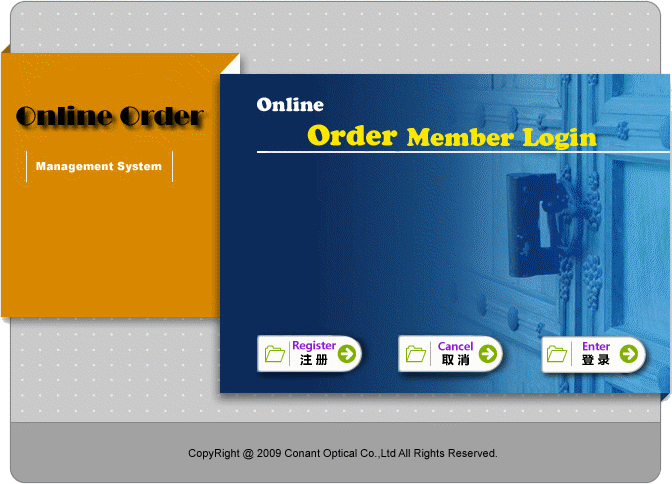 Online Order
Management System
Online
Order Member Login
Register
注 册
Cancel
取 消
Enter
登 录
CopyRight @ 2009 Conant Optical Co.,Ltd All Rights Reserved.